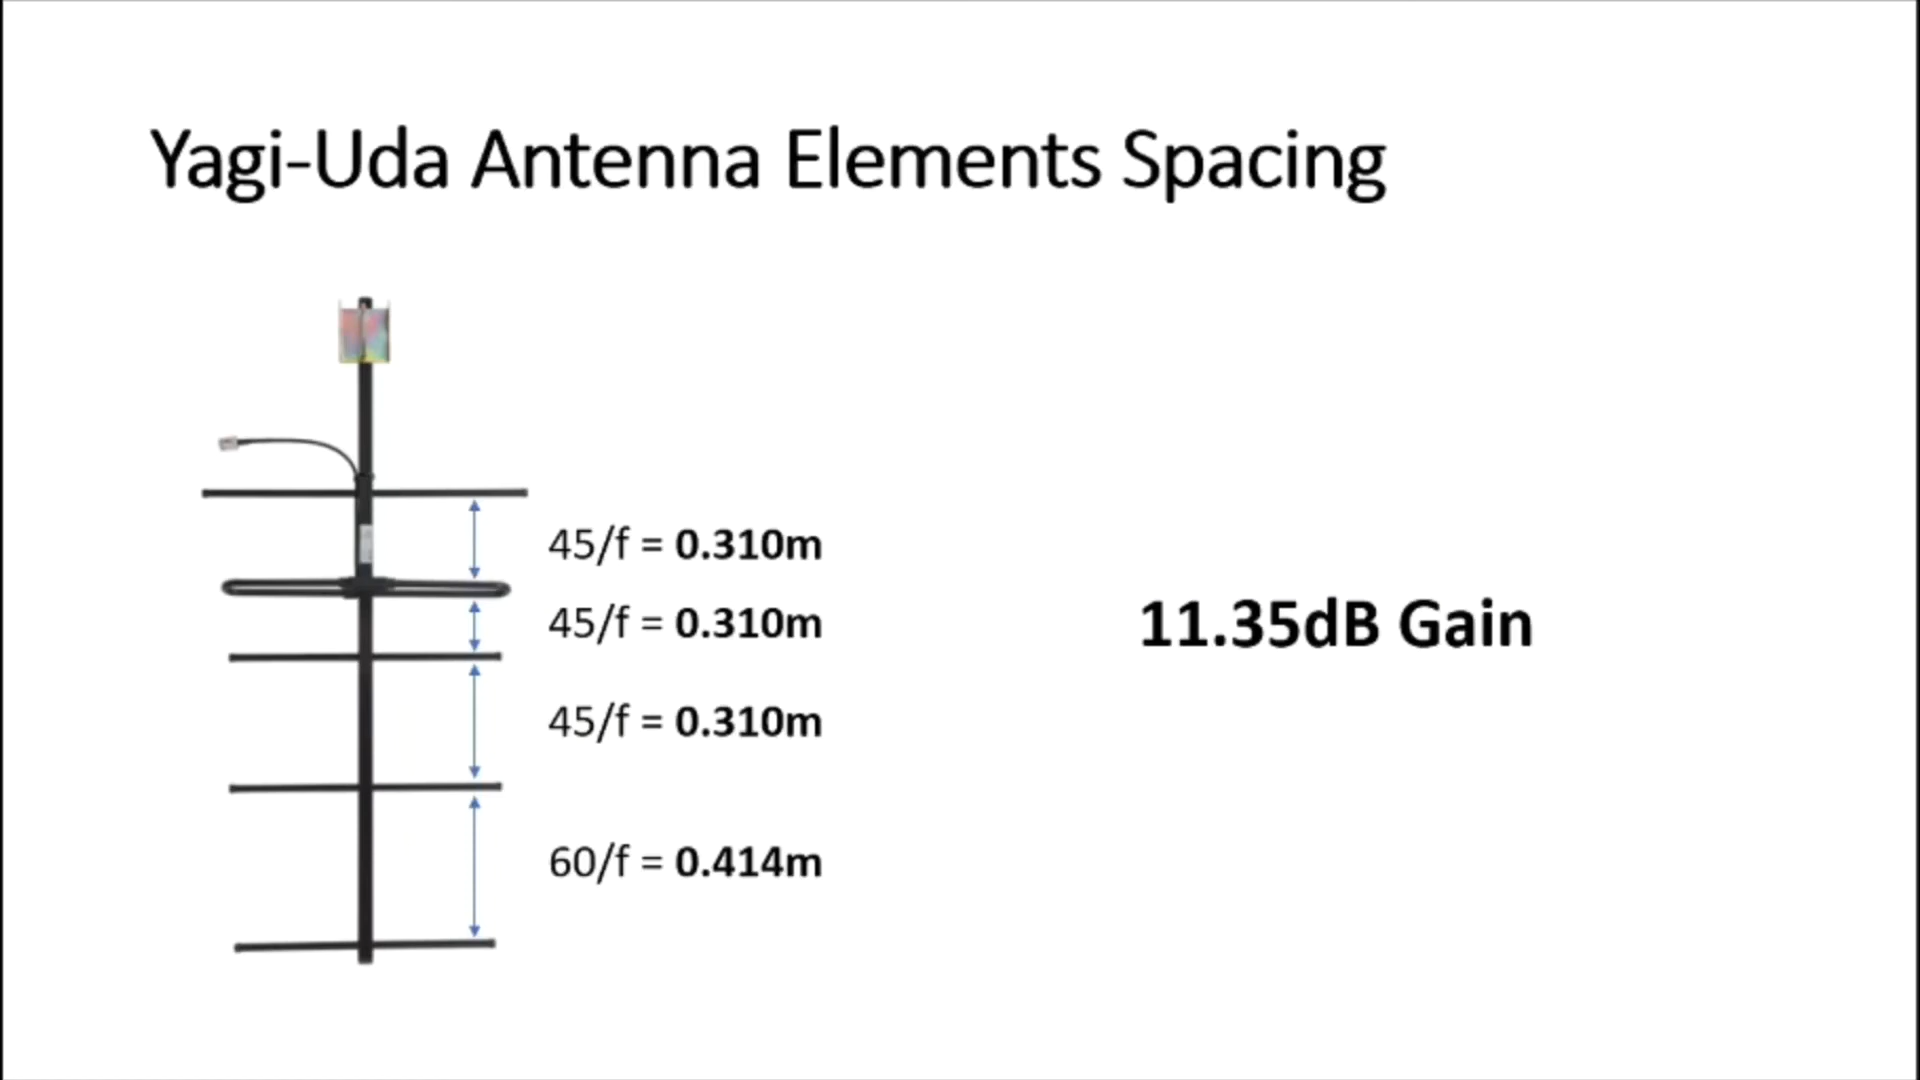 Yagi-Uda Antenna Elements Spacing
45/f = 0.310m
45/f = 0.310m
11.35dB Gain
45/f = 0.310m
60/f = 0.414m